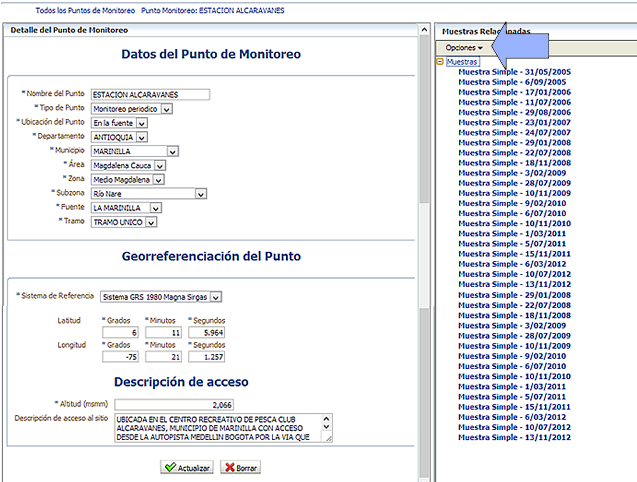 Todos los Puntos de Monitoreo Punto Monitoreo: ESTACION ALCARAVANES
Detalle del Punto de Monitoreo
Datos del Punto de Monitoreo
* Nombre del Punto ESTACION ALCARAVANES
* Tipo de Punto Monitoreo periodico
* Ubicación del Punto En la fuente
* Departamento ANTIOQUIA
* Municipio MARINILLA
* Área Magdalena Cauca
* Zona Medio Magdalena
* Subzona Río Nare
* Fuente LA MARINILLA
* Tramo TRAMO UNICO
Georreferenciación del Punto
* Sistema de Referencia Sistema GRS 1980 Magna Sirgas
Latitud * Grados * Minutos * Segundos
6 11 5.964
Longitud * Grados * Minutos * Segundos
-75 21 1.257
Descripción de acceso
* Altitud (msmm) 2,066
Descripción de acceso al sitio UBICADA EN EL CENTRO RECREATIVO DE PESCA CLUB
ALCARAVANES, MUNICIPIO DE MARINILLA CON ACCESO
DESDE LA AUTOPISTA MEDELLIN BOGOTA POR LA VIA QUE
Actualizar Borrar
Muestras Relacionadas
Opciones
Muestras
Muestra Simple - 31/05/2005
Muestra Simple - 6/09/2005
Muestra Simple - 17/01/2006
Muestra Simple - 11/07/2006
Muestra Simple - 29/08/2006
Muestra Simple - 23/01/2007
Muestra Simple - 24/07/2007
Muestra Simple - 29/01/2008
Muestra Simple - 22/07/2008
Muestra Simple - 18/11/2008
Muestra Simple - 3/02/2009
Muestra Simple - 28/07/2009
Muestra Simple - 10/11/2009
Muestra Simple - 9/02/2010
Muestra Simple - 6/07/2010
Muestra Simple - 10/11/2010
Muestra Simple - 1/03/2011
Muestra Simple - 5/07/2011
Muestra Simple - 15/11/2011
Muestra Simple - 6/03/2012
Muestra Simple - 10/07/2012
Muestra Simple - 13/11/2012
Muestra Simple - 29/01/2008
Muestra Simple - 22/07/2008
Muestra Simple - 18/11/2008
Muestra Simple - 3/02/2009
Muestra Simple - 28/07/2009
Muestra Simple - 10/11/2009
Muestra Simple - 9/02/2010
Muestra Simple - 6/07/2010
Muestra Simple - 10/11/2010
Muestra Simple - 1/03/2011
Muestra Simple - 5/07/2011
Muestra Simple - 15/11/2011
Muestra Simple - 6/03/2012
Muestra Simple - 10/07/2012
Muestra Simple - 13/11/2012